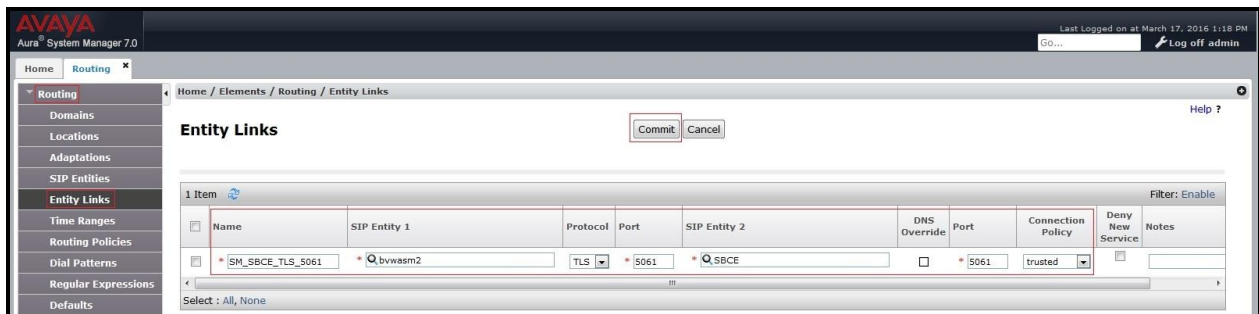 AVAYA
Aura® System Manager 7.0
Last Logged on at March 17, 2016 1:18 PM
Go...
Log off admin
Home
Routing ×
Routing
Home / Elements / Routing / Entity Links
Help ?
Domains
Locations
Adaptations
SIP Entities
Entity Links
Time Ranges
Routing Policies
Dial Patterns
Regular Expressions
Defaults
Entity Links
Commit Cancel
1 Item
Filter: Enable
Name SIP Entity 1 Protocol Port SIP Entity 2 DNS Override Port Connection Policy Deny New Service Notes
* SM_SBCE_TLS_5061 * bvwasm2 TLS * 5061 * SBCE * 5061 trusted
Select : All, None